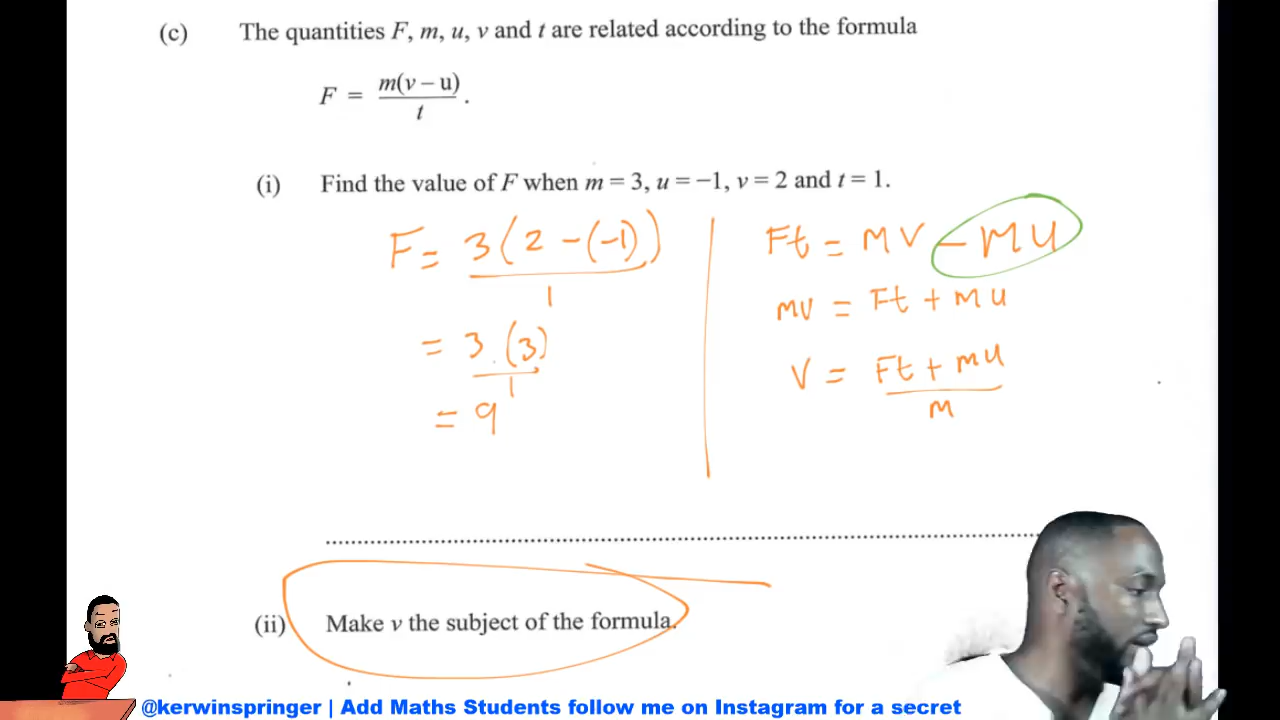 (c) The quantities F, m, u, v and t are related according to the formula
F = m(v – u) / t .
(i) Find the value of F when m = 3, u = −1, v = 2 and t = 1.
F = 3(2 - (-1)) / 1
= 3 (3) / 1
= 9
Ft = mv - mu
mv = Ft + mu
v = Ft + mu / m
(ii) Make v the subject of the formula.
@kerwinspringer | Add Maths Students follow me on Instagram for a secret